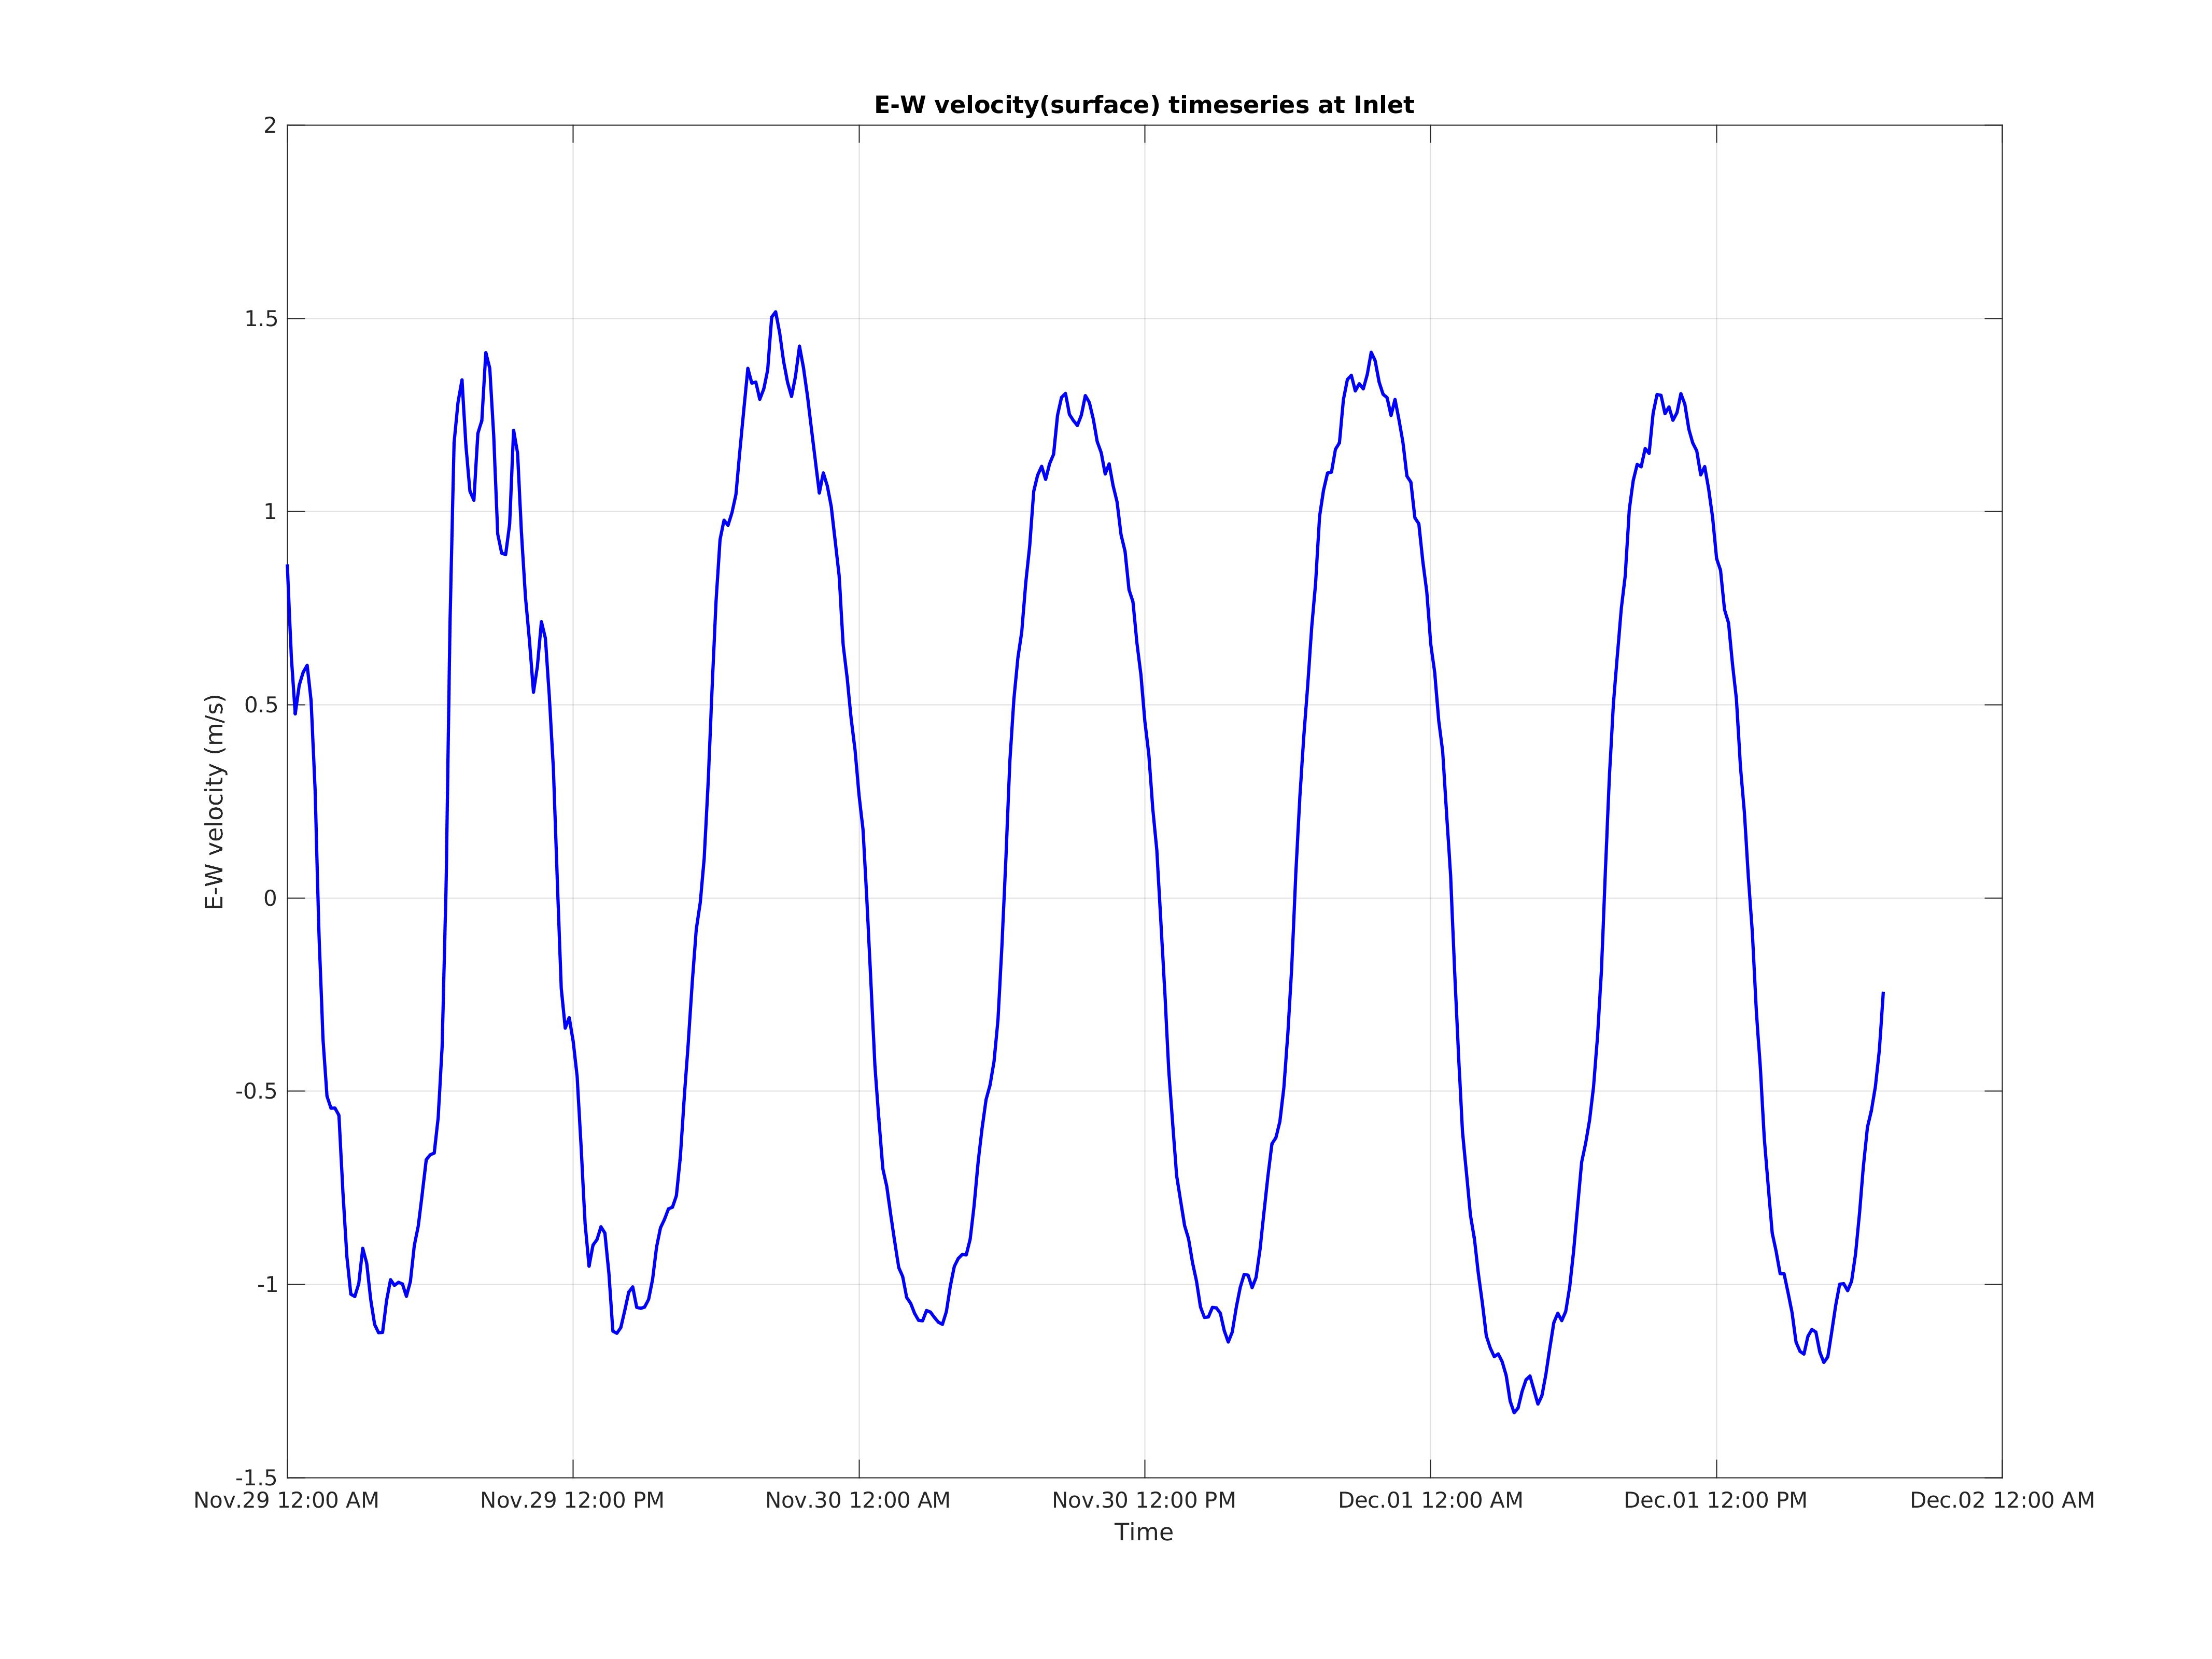 E-W velocity(surface) timeseries at Inlet
2
1.5
1
0.5
0
-0.5
-1
-1.5
E-W velocity (m/s)
Nov.29 12:00 AM Nov.29 12:00 PM Nov.30 12:00 AM Nov.30 12:00 PM Dec.01 12:00 AM Dec.01 12:00 PM Dec.02 12:00 AM
Time